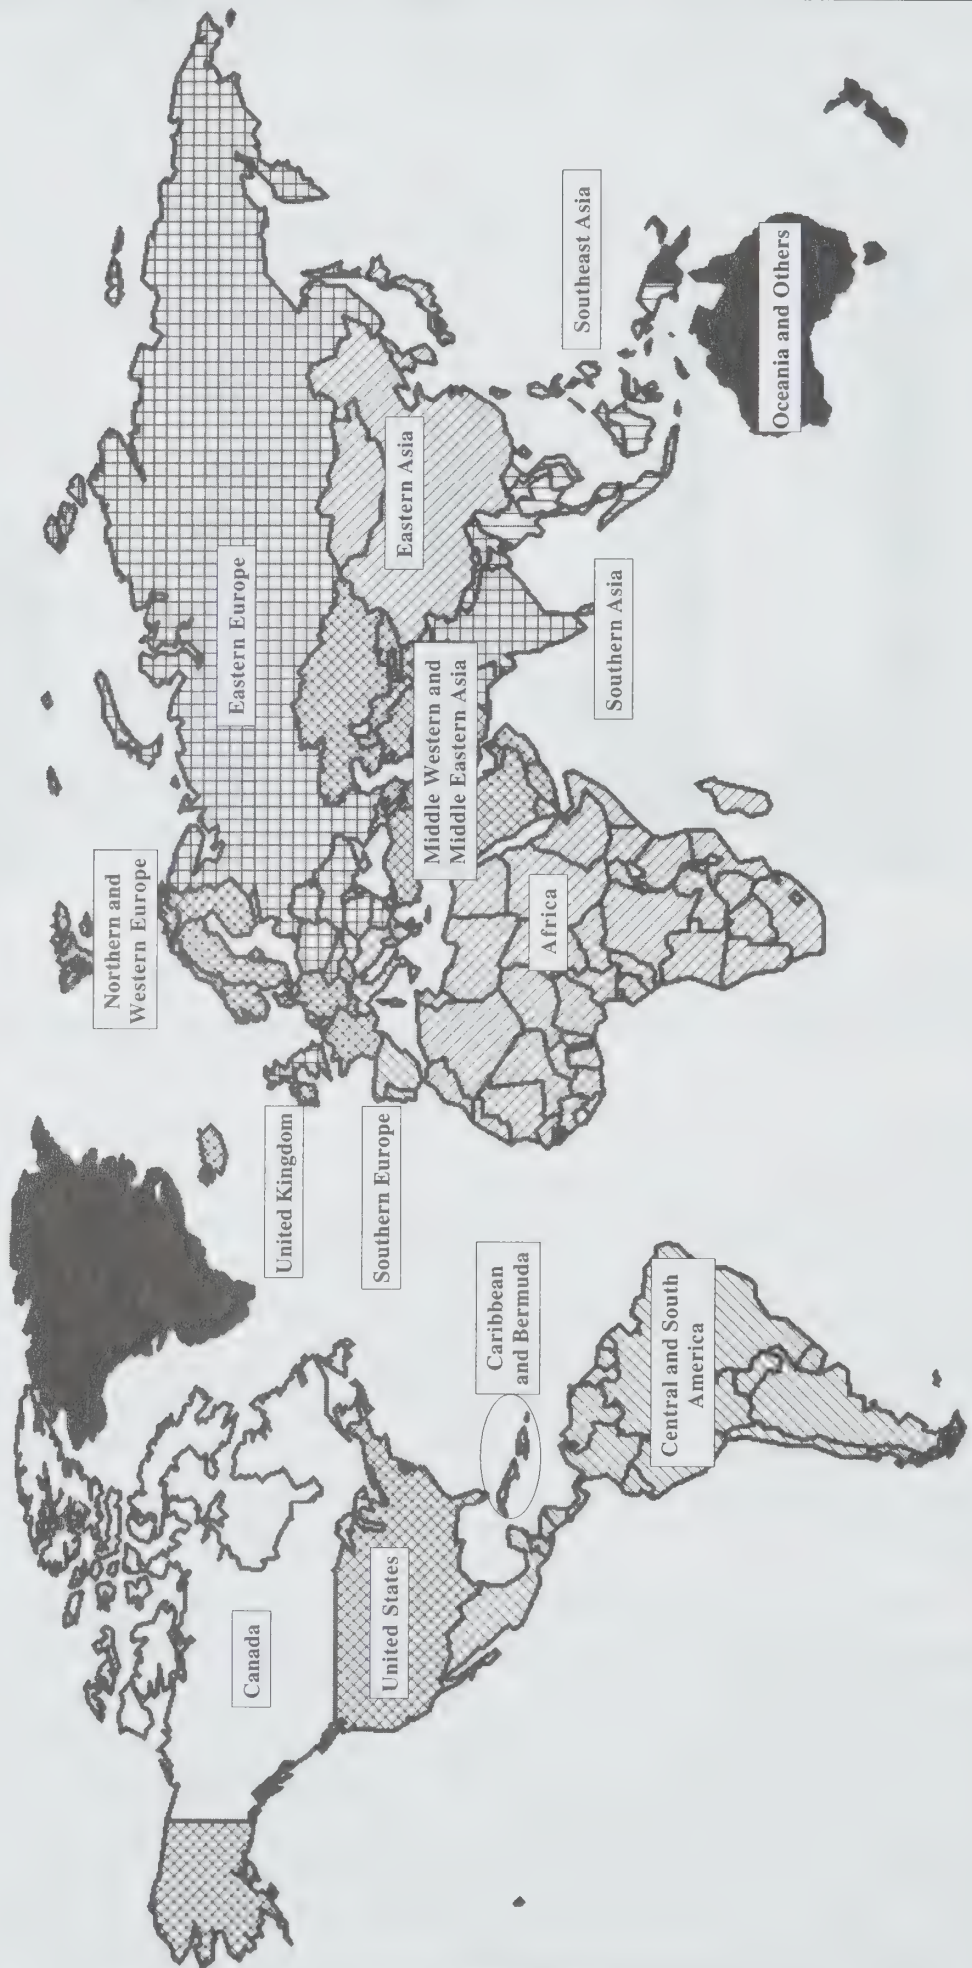 Canada
United States
Caribbean
and Bermuda
Central and South
America
United Kingdom
Southern Europe
Northern and
Western Europe
Eastern Europe
Middle Western and
Middle Eastern Asia
Africa
Eastern Asia
Southern Asia
Southeast Asia
Oceania and Others